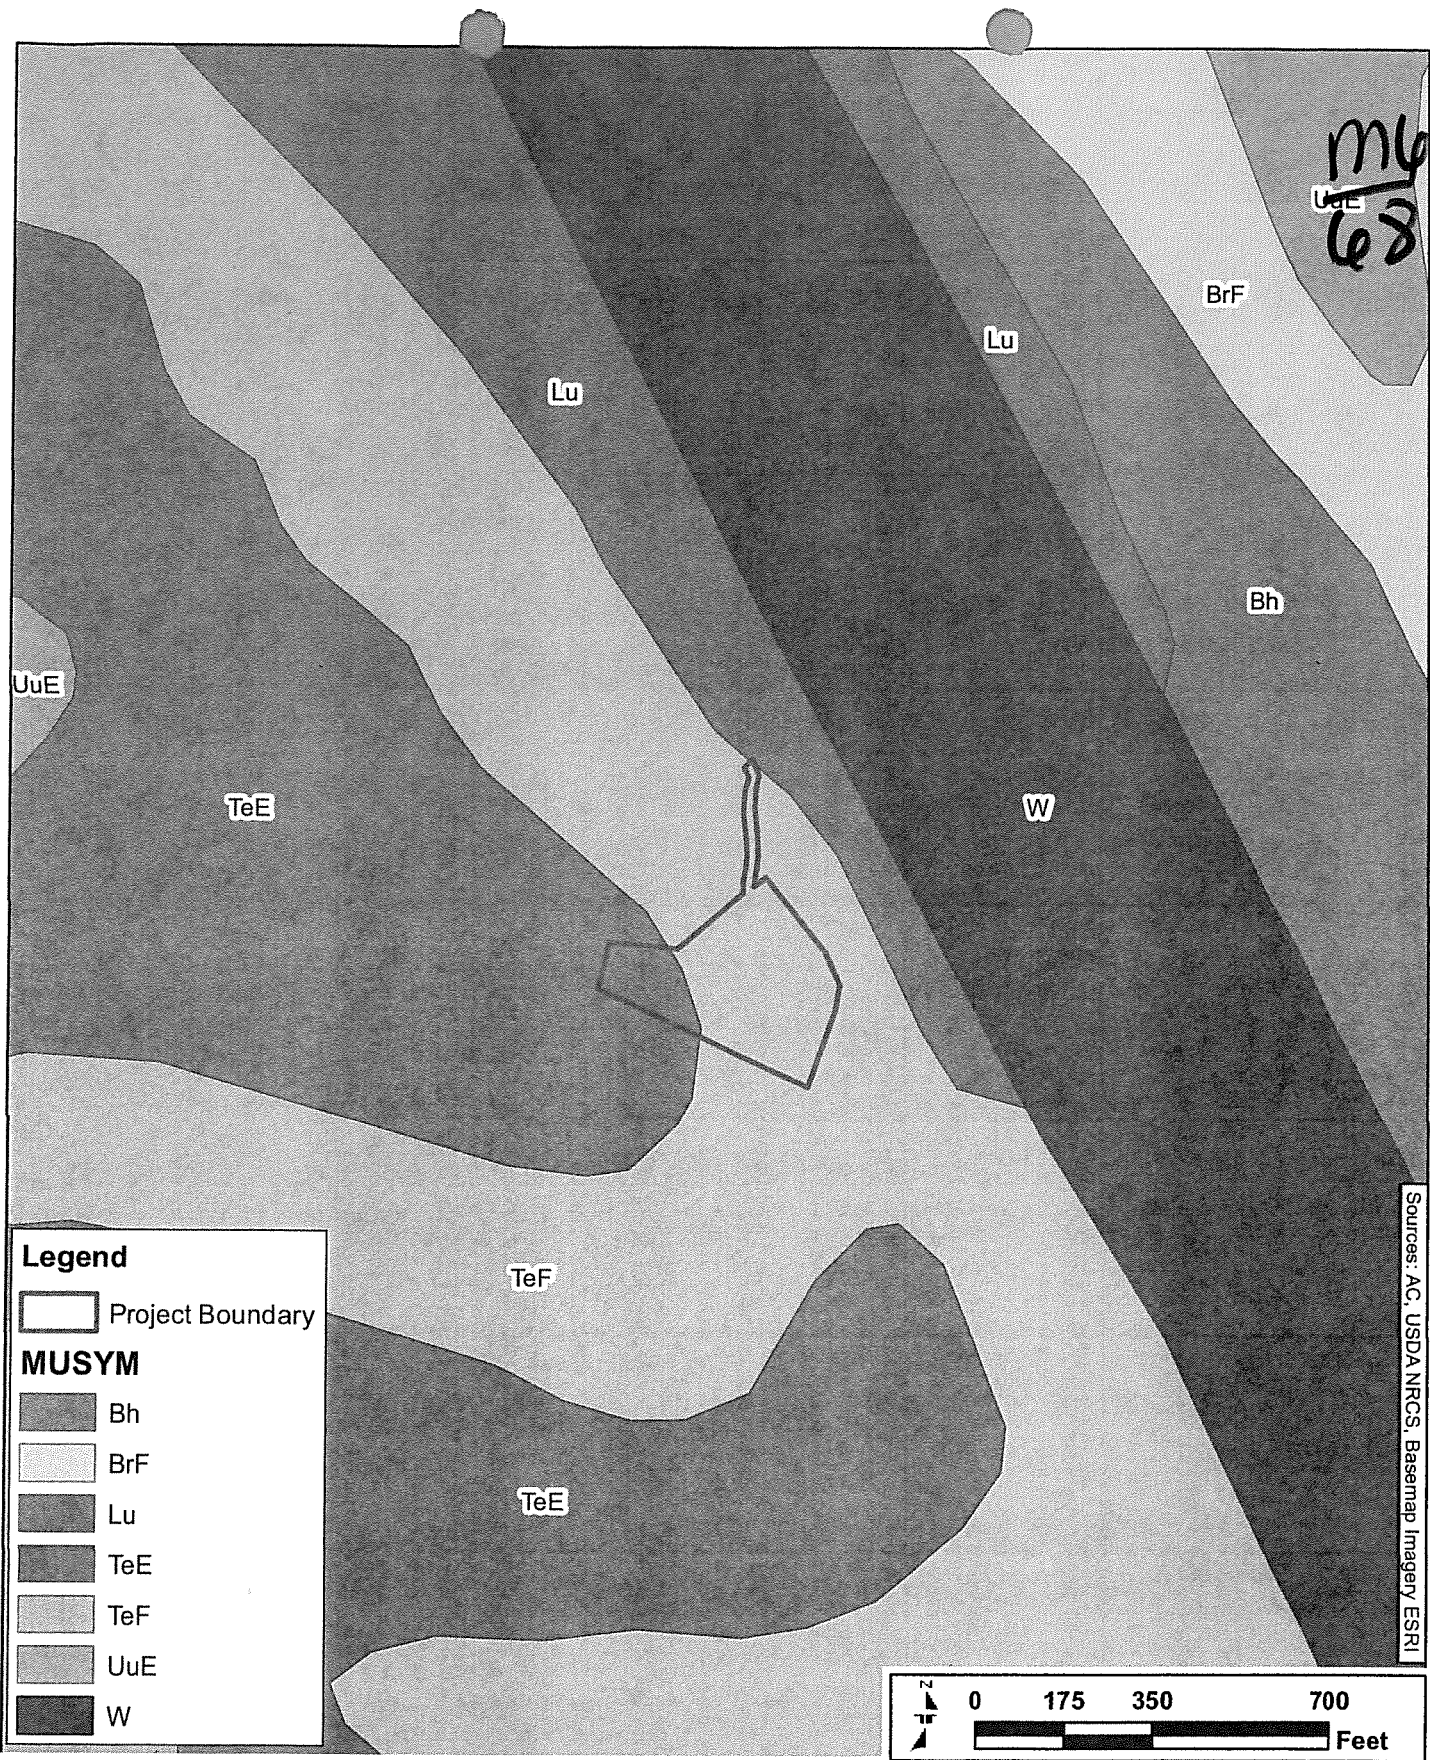 m6
UuE
68
BrF
Lu
Lu
Bh
UuE
TeE
W
TeF
TeE
Legend
Project Boundary
MUSYM
Bh
BrF
Lu
TeE
TeF
UuE
W
Sources: AC, USDA NRCS, Basemap Imagery ESRI
N
0 175 350 700
Feet